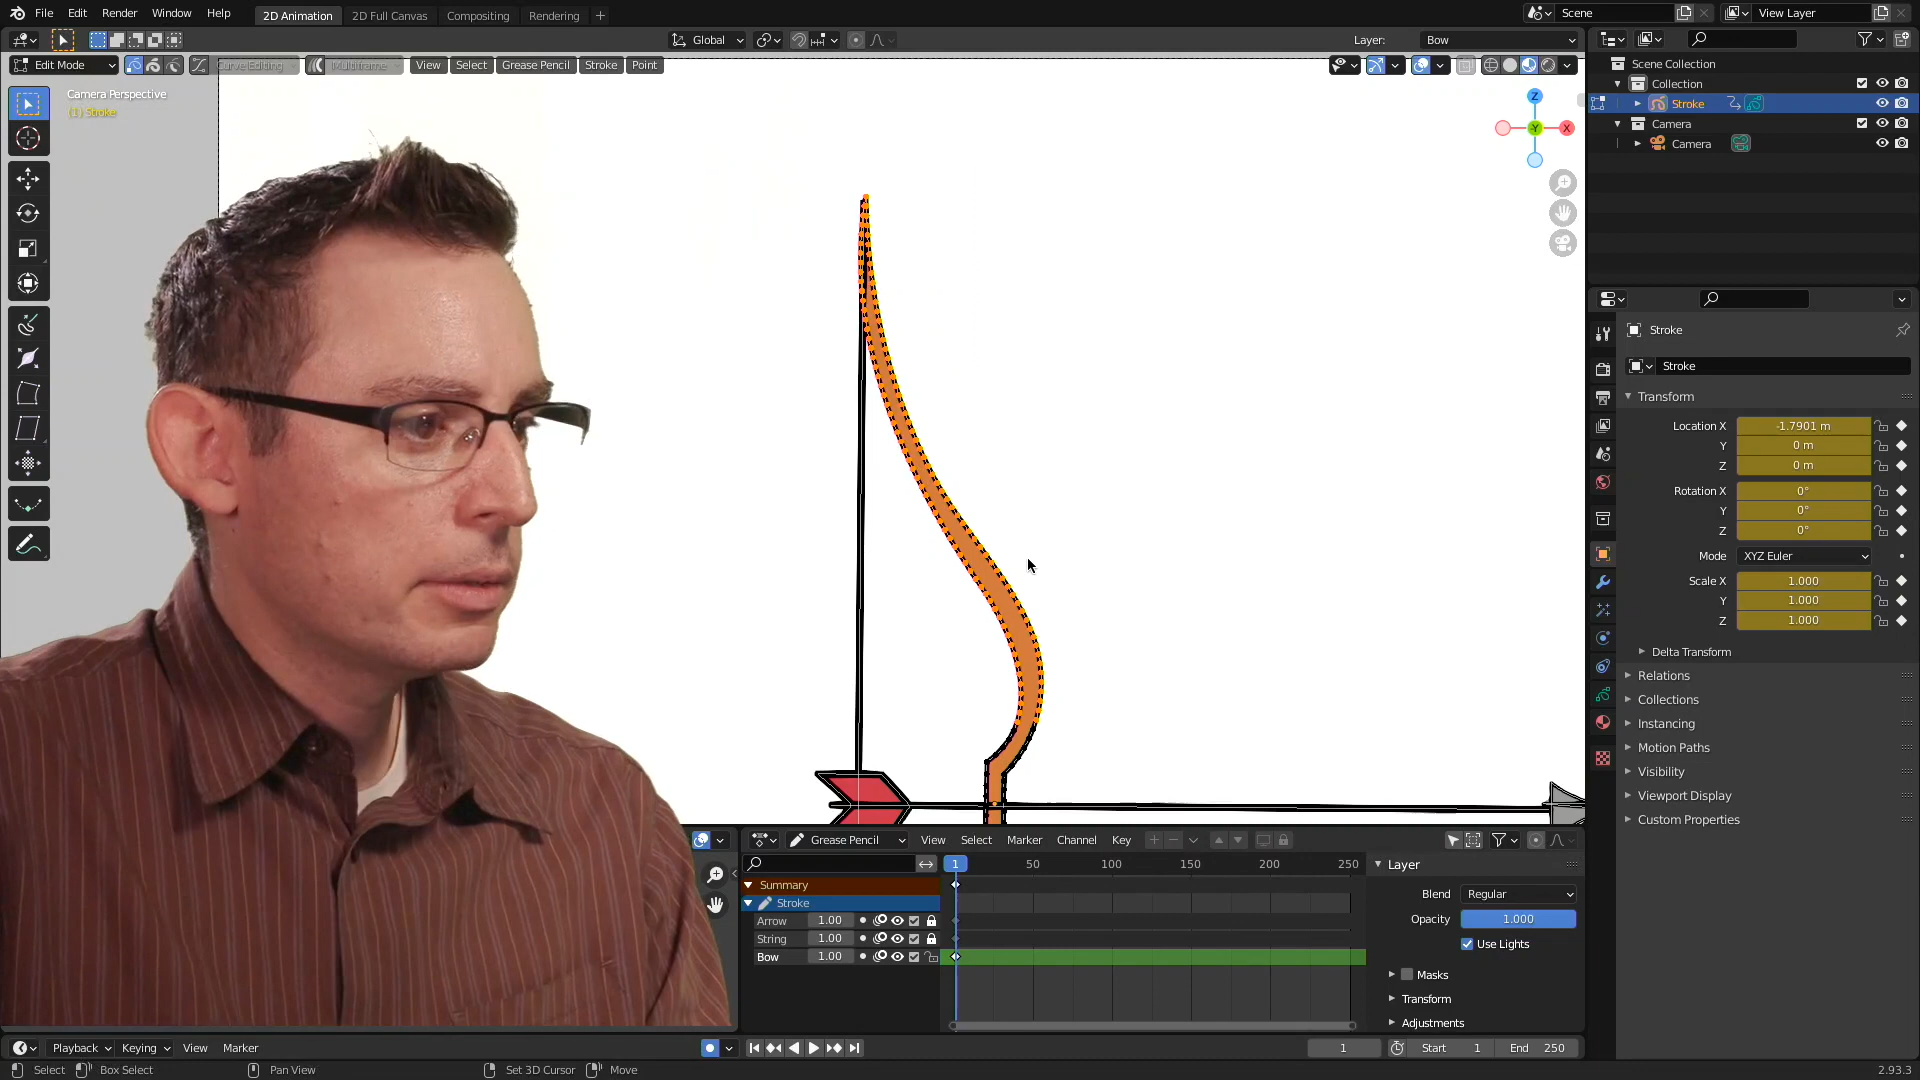 File Edit Render Window Help
2D Animation 2D Full Canvas Compositing Rendering +
Scene
View Layer
Global
Layer: Bow
Edit Mode
Curve Editing
Multiframe
View Select Grease Pencil Stroke Point
Camera Perspective
(1) Stroke
Z
Y
X
Scene Collection
Collection
Stroke
Camera
Camera
Stroke
Stroke
Transform
Location X -1.7901 m
Y 0 m
Z 0 m
Rotation X 0°
Y 0°
Z 0°
Mode XYZ Euler
Scale X 1.000
Y 1.000
Z 1.000
Delta Transform
Relations
Collections
Instancing
Motion Paths
Visibility
Viewport Display
Custom Properties
Grease Pencil View Select Marker Channel Key
1 50 100 150 200 250
Summary
Stroke
Arrow 1.00
String 1.00
Bow 1.00
Layer
Blend Regular
Opacity 1.000
Use Lights
Masks
Transform
Adjustments
Playback Keying View Marker
1 Start 1 End 250
Select Box Select Pan View Set 3D Cursor Move
2.93.3